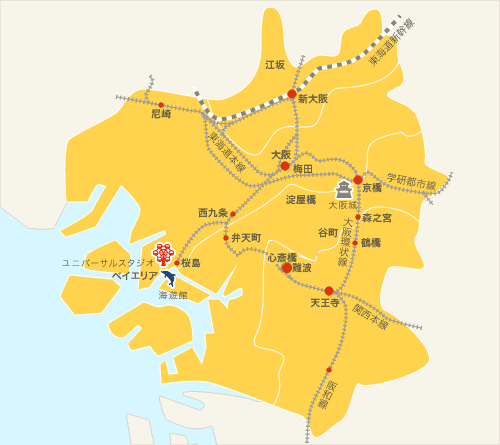 江坂
東海道新幹線
新大阪
尼崎
東海道本線
大阪
梅田
学研都市線
京橋
淀屋橋
大阪城
西九条
森之宮
谷町
大阪環状線
弁天町
鶴橋
心斎橋
難波
ユニバーサルスタジオ
桜島
ベイエリア
海遊館
天王寺
関西本線
阪和線